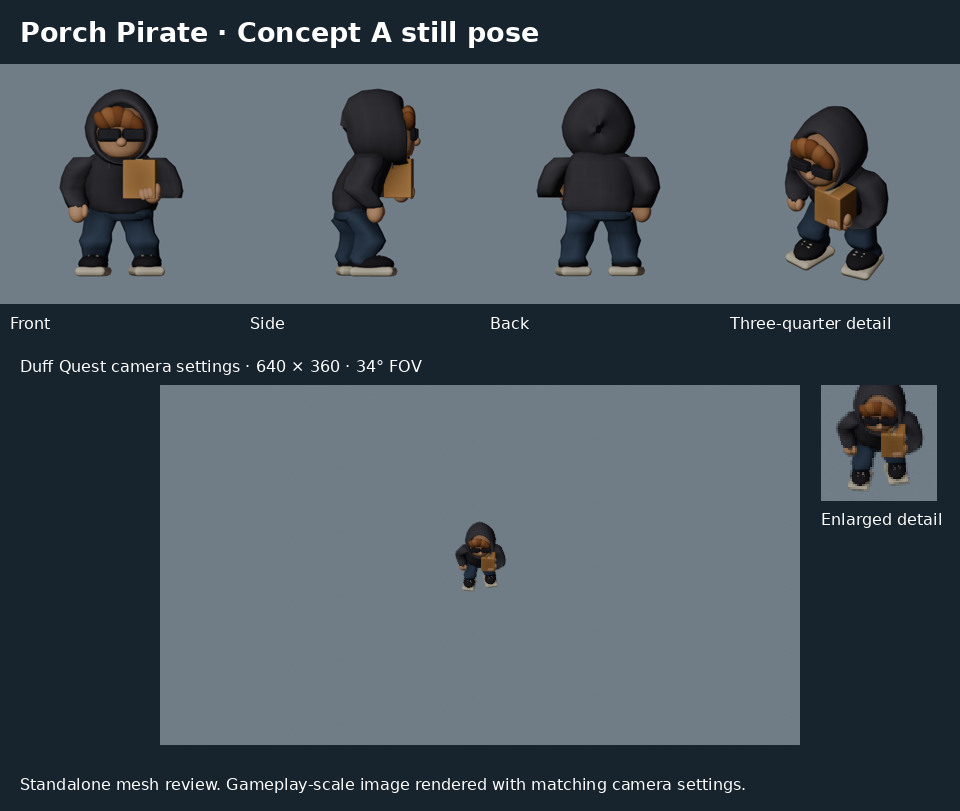 Porch Pirate · Concept A still pose
Front
Side
Back
Three-quarter detail
Duff Quest camera settings · 640 × 360 · 34° FOV
Enlarged detail
Standalone mesh review. Gameplay-scale image rendered with matching camera settings.